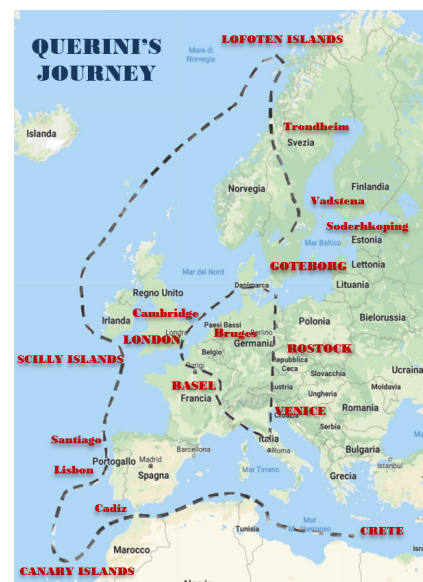 QUERINI'S
JOURNEY
LOFOTEN ISLANDS
Mare di
Norvegia
Islanda
Trondheim
Svezia
Norvegia
Finlandia
Vadstena
Soderhkoping
Estonia
Mar Baltico
GOTEBORG
Lettonia
Mar del Nord
Danimarca
Lituania
Regno Unito
Cambridge
Irlanda
Londra
LONDON
Paesi Bassi
Bruges
Berlino
Polonia
Bielorussia
Germania
Belgio
ROSTOCK
SCILLY ISLANDS
Parigi
Repubblica
Ceca
Ucraina
Slovacchia
BASEL
Austria
Ungheria
Moldavia
Francia
VENICE
Romania
Croazia
Serbia
Santiago
Italia
Bulgaria
Barcellona
Roma
Istanbul
Portogallo
Madrid
Lisbon
Spagna
Mar Tirreno
Grecia
Cadiz
Tunisia
Mar
CRETE
Marocco
CANARY ISLANDS